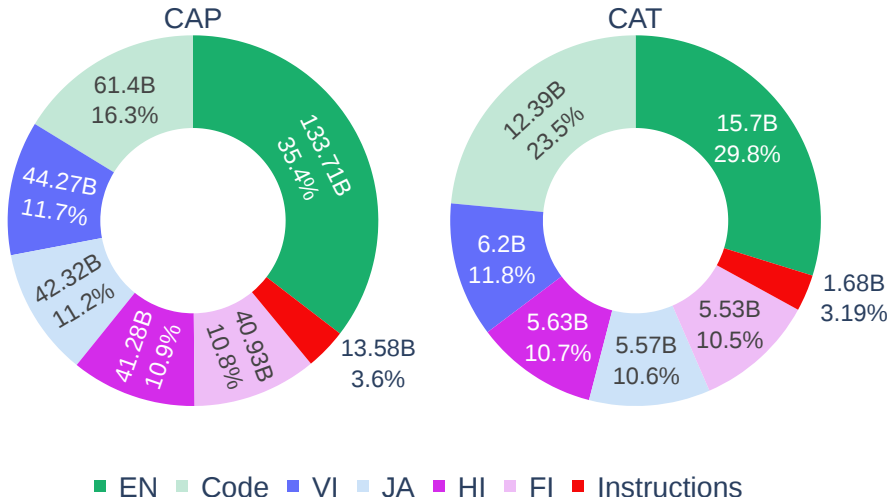 CAP
61.4B
16.3%
133.71B
35.4%
44.27B
11.7%
42.32B
11.2%
41.28B
10.9%
40.93B
10.8%
13.58B
3.6%
CAT
12.39B
23.5%
15.7B
29.8%
6.2B
11.8%
5.63B
10.7%
5.57B
10.6%
5.53B
10.5%
1.68B
3.19%
EN Code VI JA HI FI Instructions